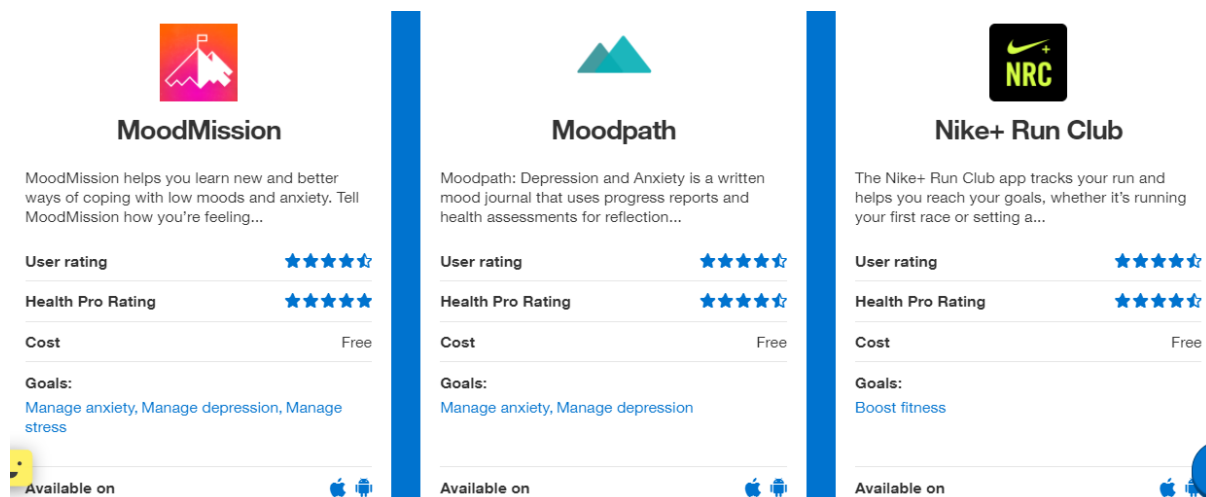 MoodMission
MoodMission helps you learn new and better
ways of coping with low moods and anxiety. Tell
MoodMission how you’re feeling...
User rating
Health Pro Rating
Cost Free
Goals:
Manage anxiety, Manage depression, Manage
stress
Available on
Moodpath
Moodpath: Depression and Anxiety is a written
mood journal that uses progress reports and
health assessments for reflection...
User rating
Health Pro Rating
Cost Free
Goals:
Manage anxiety, Manage depression
Available on
+
NRC
Nike+ Run Club
The Nike+ Run Club app tracks your run and
helps you reach your goals, whether it’s running
your first race or setting a...
User rating
Health Pro Rating
Cost Free
Goals:
Boost fitness
Available on